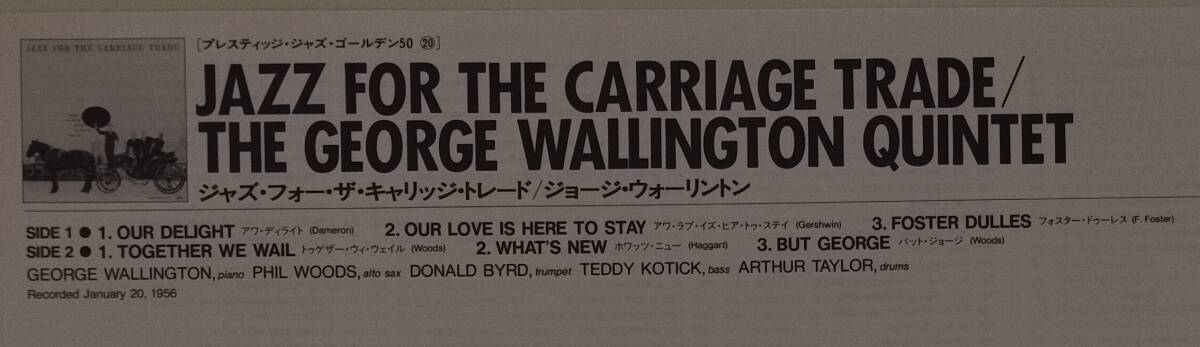 JAZZ FOR THE CARRIAGE TRADE
[プレスティッジ・ジャズ・ゴールデン50 ⑳]
JAZZ FOR THE CARRIAGE TRADE/
THE GEORGE WALLINGTON QUINTET
ジャズ・フォー・ザ・キャリッジ・トレード/ジョージ・ウォーリントン
SIDE 1 ● 1. OUR DELIGHT アワ・ディライト (Dameron) 2. OUR LOVE IS HERE TO STAY アワ・ラブ・イズ・ヒア・トゥ・ステイ (Gershwin) 3. FOSTER DULLES フォスター・ドゥーレス (F. Foster)
SIDE 2 ● 1. TOGETHER WE WAIL トゥゲザー・ウィ・ウェイル (Woods) 2. WHAT'S NEW ホワッツ・ニュー (Haggart) 3. BUT GEORGE バット・ジョージ (Woods)
GEORGE WALLINGTON, piano PHIL WOODS, alto sax DONALD BYRD, trumpet TEDDY KOTICK, bass ARTHUR TAYLOR, drums
Recorded January 20, 1956